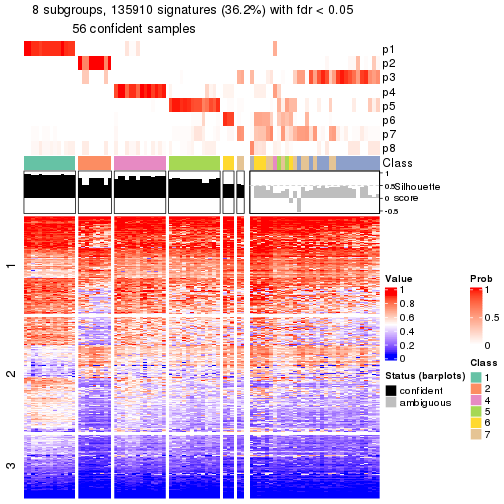 8 subgroups, 135910 signatures (36.2%) with fdr < 0.05
56 confident samples
p1
p2
p3
p4
p5
p6
p7
p8
Class
1
0.5
0
-0.5
Silhouette
score
1
2
3
Value
1
0.8
0.6
0.4
0.2
0
Prob
1
0.5
0
Status (barplots)
confident
ambiguous
Class
1
2
4
5
6
7